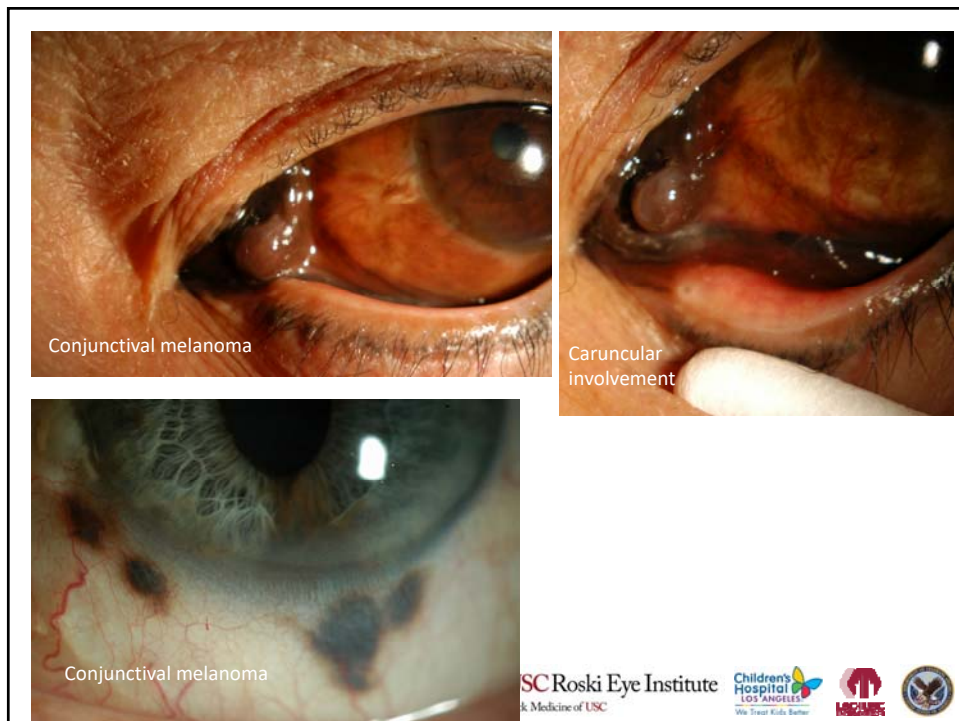 Conjunctival melanoma
Caruncular
involvement
Conjunctival melanoma
SC Roski Eye Institute
k Medicine of USC
Children's
Hospital
LOS ANGELES
We Treat Kids Better